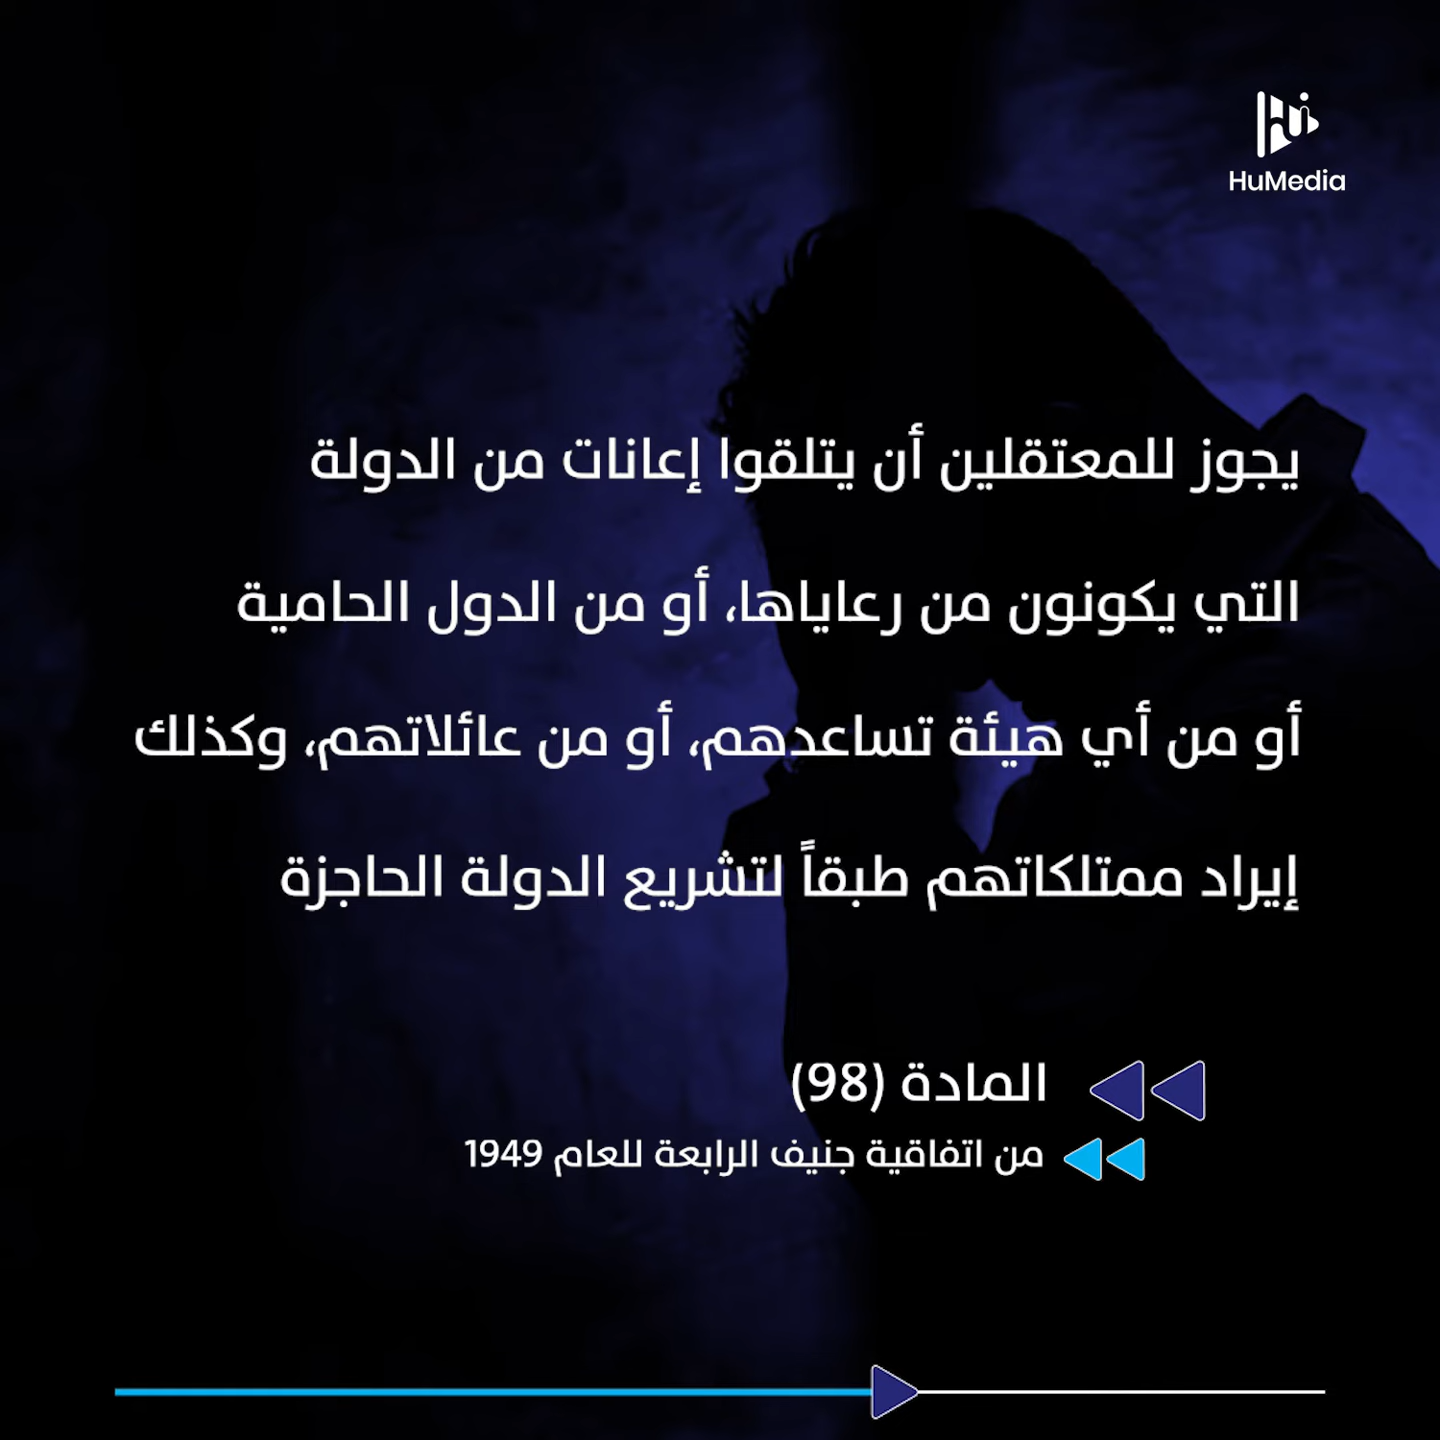 HuMedia
يجوز للمعتقلين أن يتلقوا إعانات من الدولة
التي يكونون من رعاياها، أو من الدول الحامية
أو من أي هيئة تساعدهم، أو من عائلاتهم، وكذلك
إيراد ممتلكاتهم طبقاً لتشريع الدولة الحاجزة
المادة (98)
من اتفاقية جنيف الرابعة للعام 1949